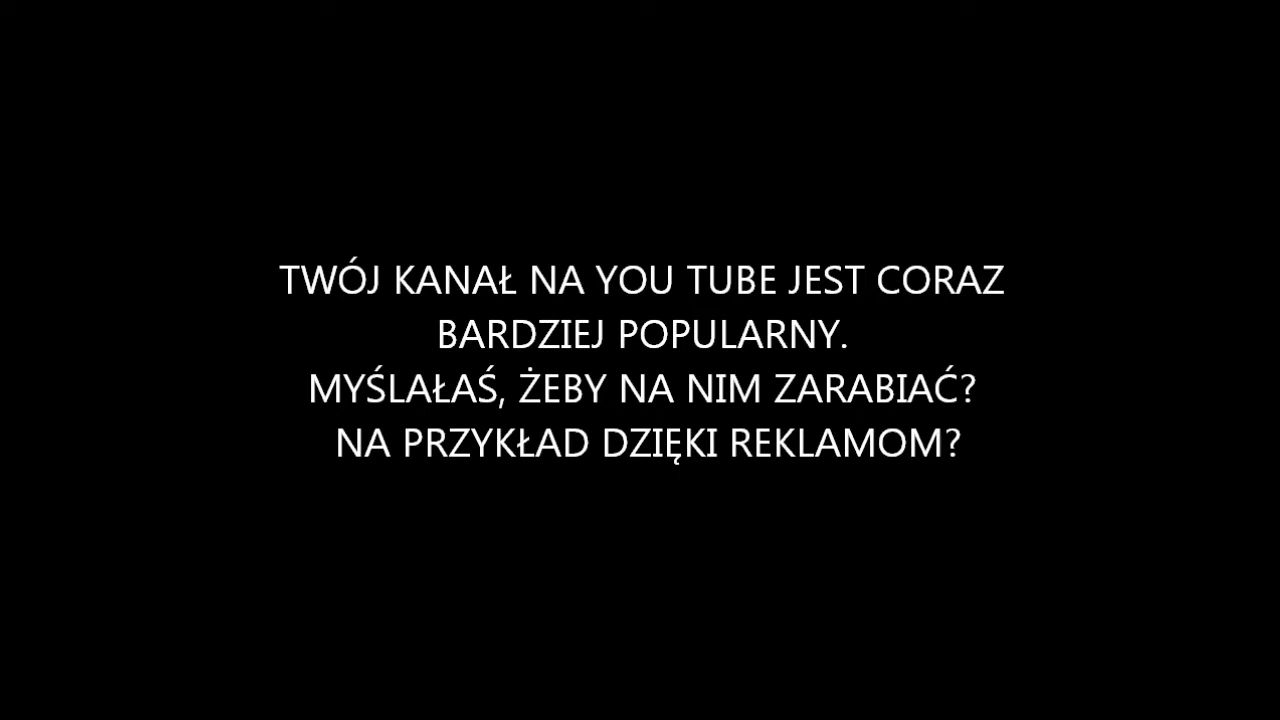 TWÓJ KANAŁ NA YOU TUBE JEST CORAZ
BARDZIEJ POPULARNY.
MYŚLAŁAŚ, ŻEBY NA NIM ZARABIAĆ?
NA PRZYKŁAD DZIĘKI REKLAMOM?